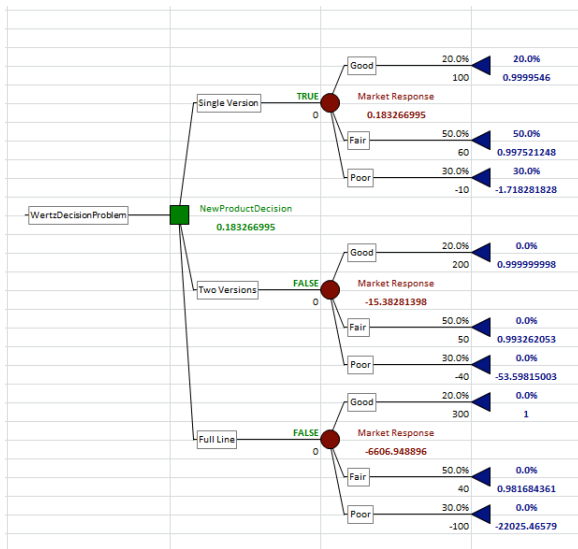 Good
20.0%
20.0%
100
0.9999546
Single Version
TRUE
Market Response
0
0.183266995
Fair
50.0%
50.0%
60
0.997521248
Poor
30.0%
30.0%
-10
-1.718281828
WertzDecisionProblem
NewProductDecision
0.183266995
Good
20.0%
0.0%
200
0.999999998
Two Versions
FALSE
Market Response
0
-15.38281398
Fair
50.0%
0.0%
50
0.993262053
Poor
30.0%
0.0%
-40
-53.59815003
Good
20.0%
0.0%
300
1
Full Line
FALSE
Market Response
0
-6606.948896
Fair
50.0%
0.0%
40
0.981684361
Poor
30.0%
0.0%
-100
-22025.46579